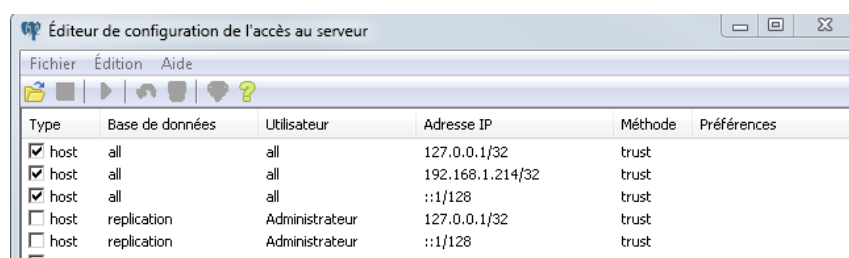 Éditeur de configuration de l'accès au serveur
Fichier Édition Aide
Type Base de données Utilisateur Adresse IP Méthode Préférences
host all all 127.0.0.1/32 trust
host all all 192.168.1.214/32 trust
host all all ::1/128 trust
host replication Administrateur 127.0.0.1/32 trust
host replication Administrateur ::1/128 trust